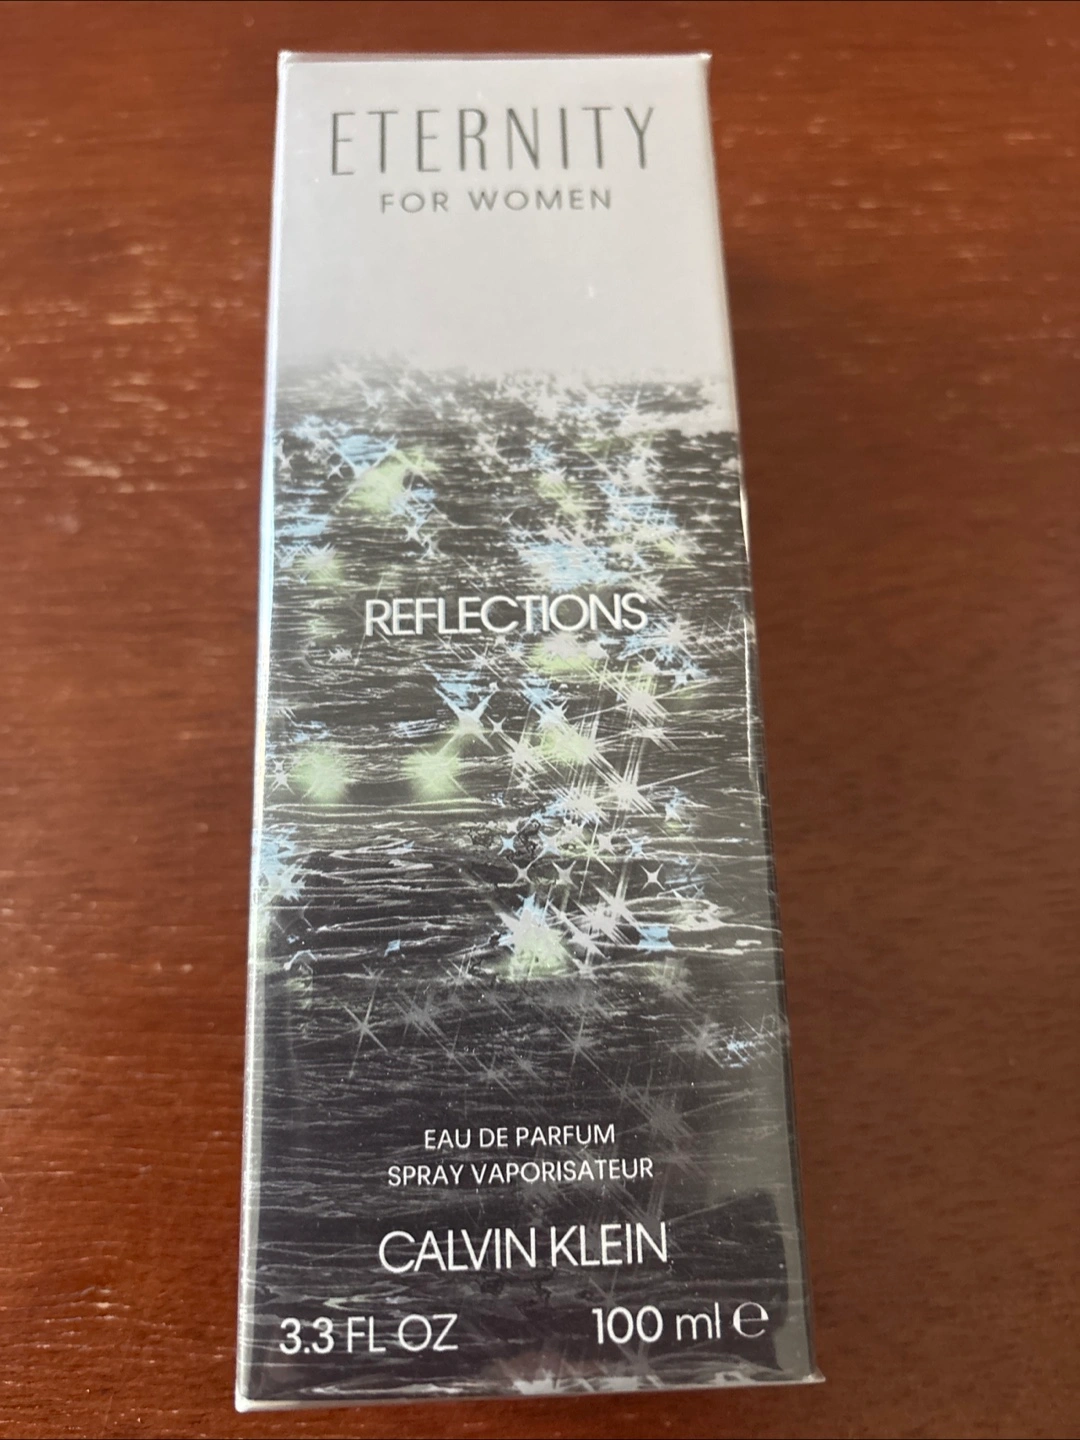 ETERNITY
FOR WOMEN
REFLECTIONS
EAU DE PARFUM
SPRAY VAPORISATEUR
CALVIN KLEIN
3.3 FL OZ 100 ml ℮